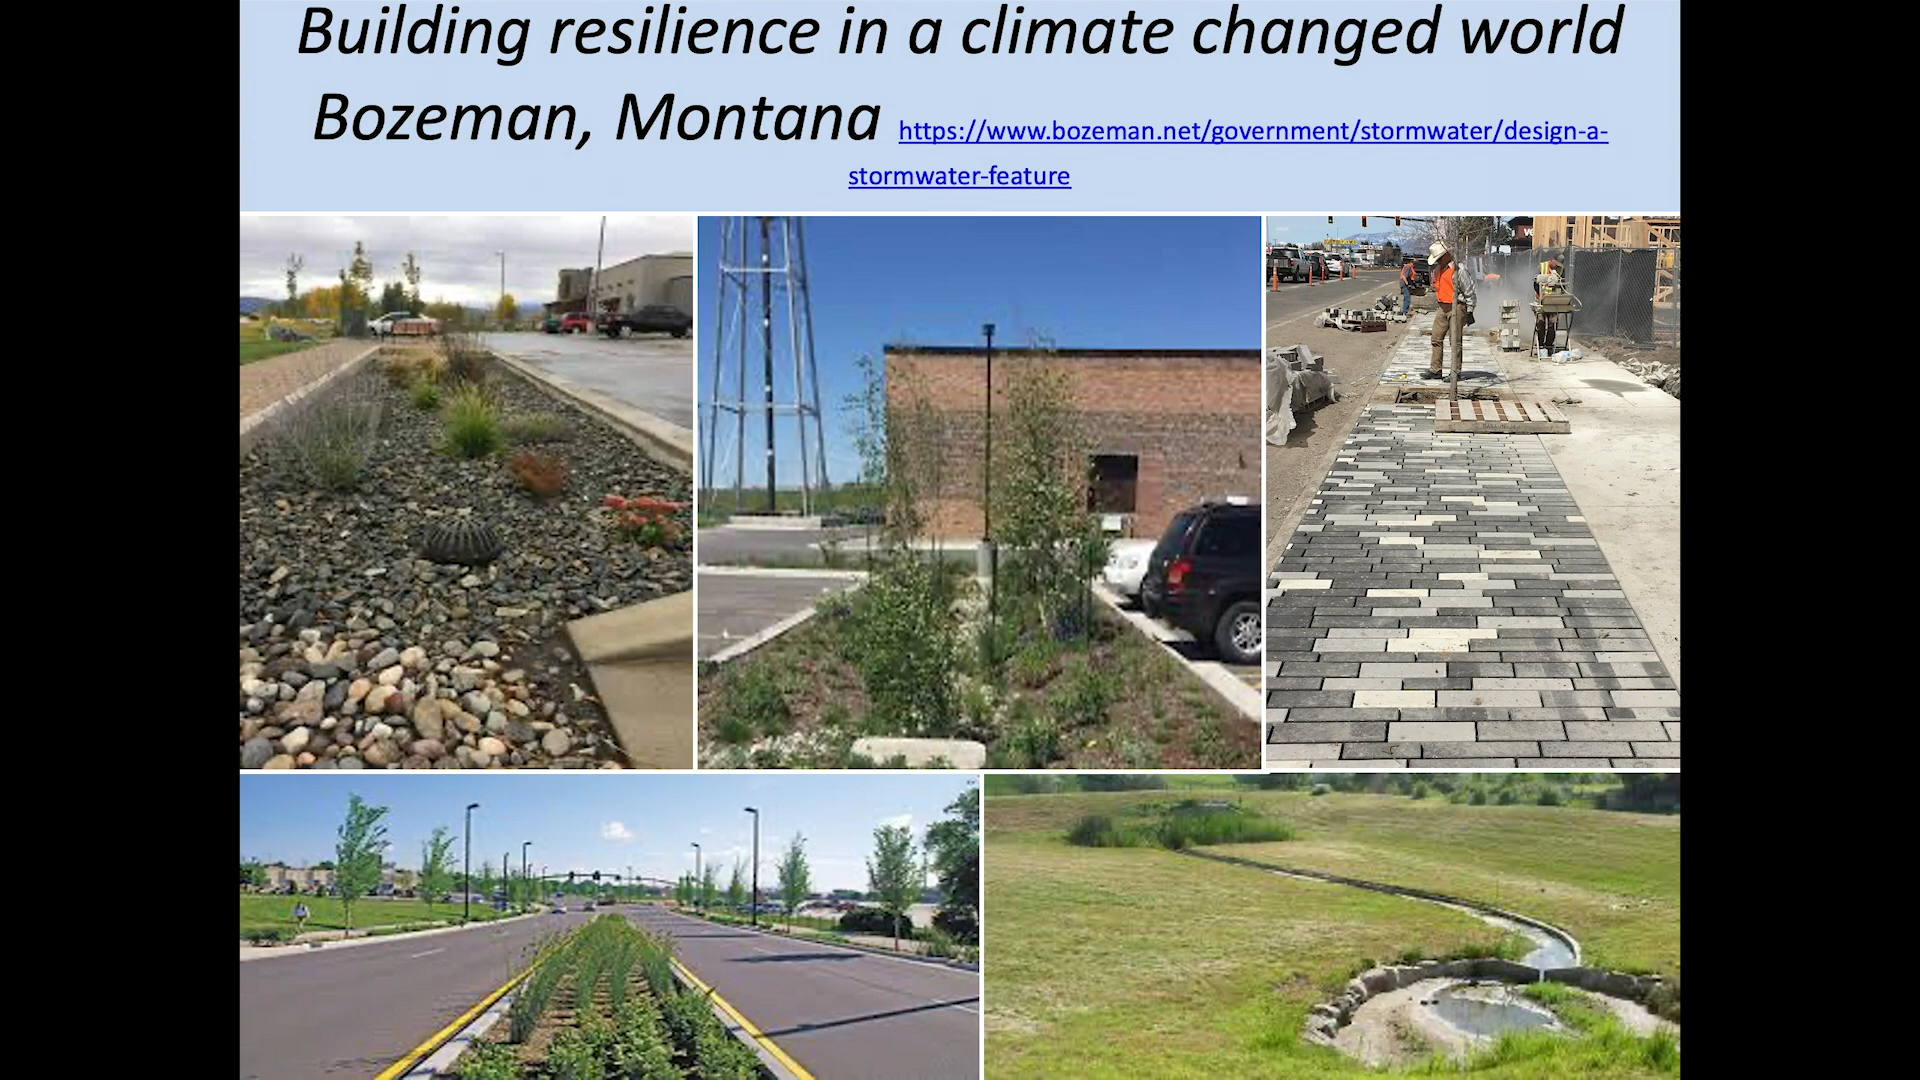 Building resilience in a climate changed world
Bozeman, Montana https://www.bozeman.net/government/stormwater/design-a-
stormwater-feature